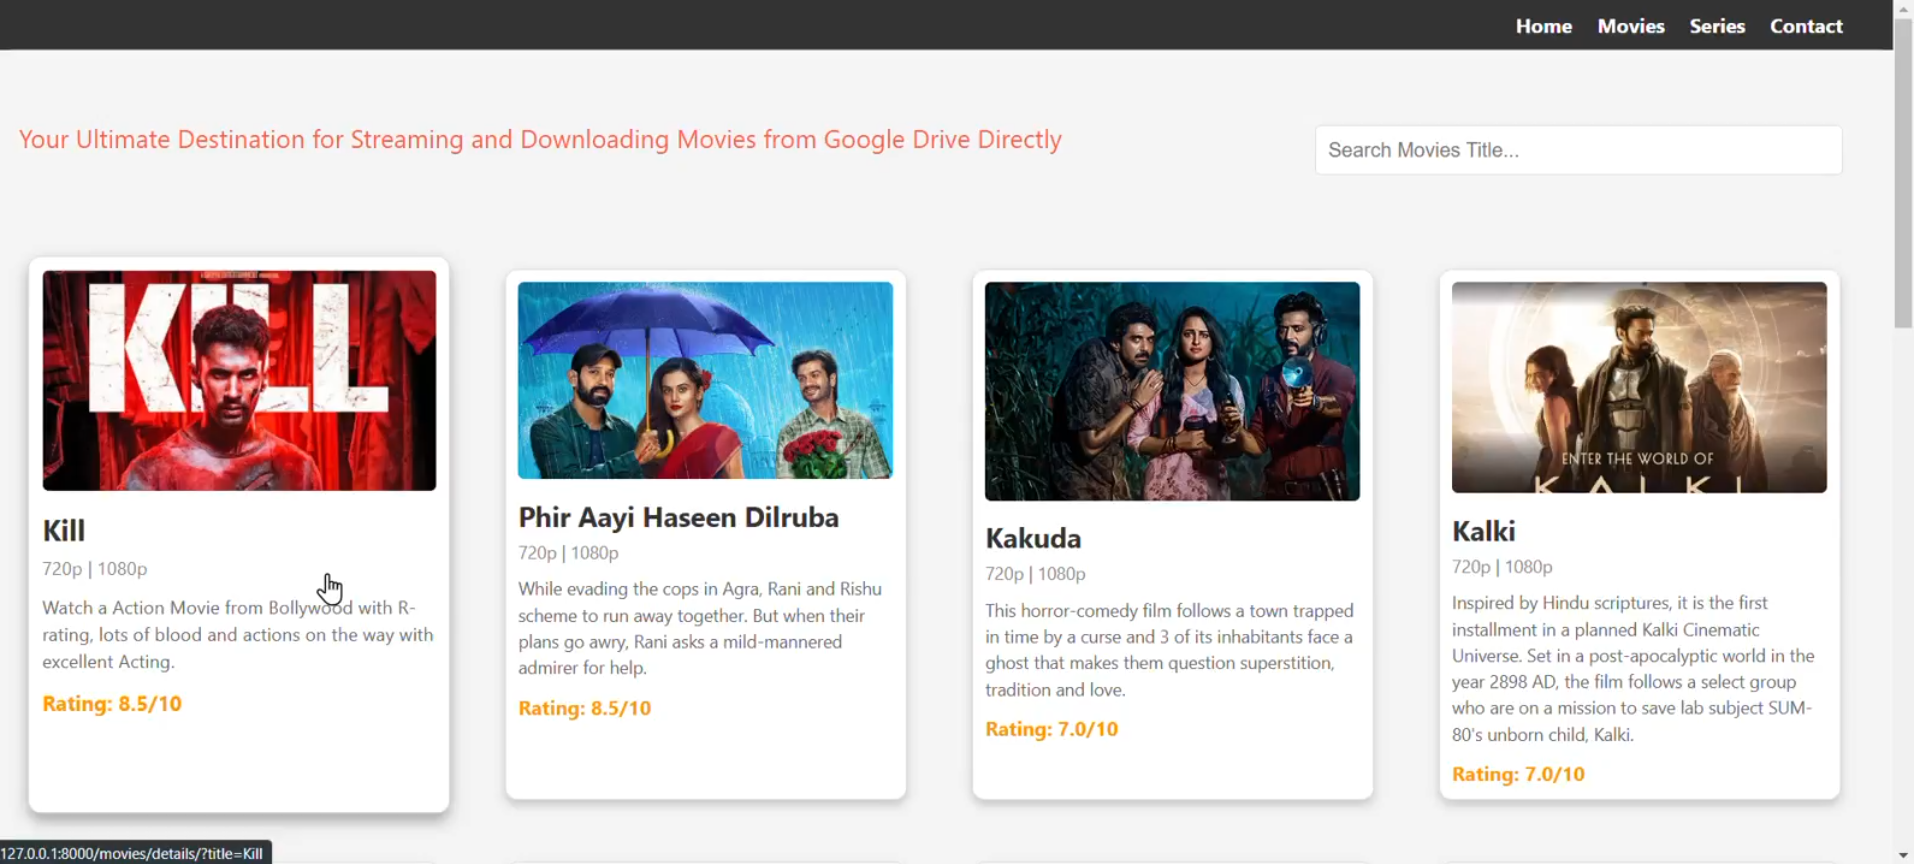 Home Movies Series Contact
Your Ultimate Destination for Streaming and Downloading Movies from Google Drive Directly
Search Movies Title...
KILL
Kill
720p | 1080p
Watch a Action Movie from Bollywood with R-
rating, lots of blood and actions on the way with
excellent Acting.
Rating: 8.5/10
Phir Aayi Haseen Dilruba
720p | 1080p
While evading the cops in Agra, Rani and Rishu
scheme to run away together. But when their
plans go awry, Rani asks a mild-mannered
admirer for help.
Rating: 8.5/10
Kakuda
720p | 1080p
This horror-comedy film follows a town trapped
in time by a curse and 3 of its inhabitants face a
ghost that makes them question superstition,
tradition and love.
Rating: 7.0/10
ENTER THE WORLD OF
KALKI
Kalki
720p | 1080p
Inspired by Hindu scriptures, it is the first
installment in a planned Kalki Cinematic
Universe. Set in a post-apocalyptic world in the
year 2898 AD, the film follows a select group
who are on a mission to save lab subject SUM-
80's unborn child, Kalki.
Rating: 7.0/10
127.0.0.1:8000/movies/details/?title=Kill